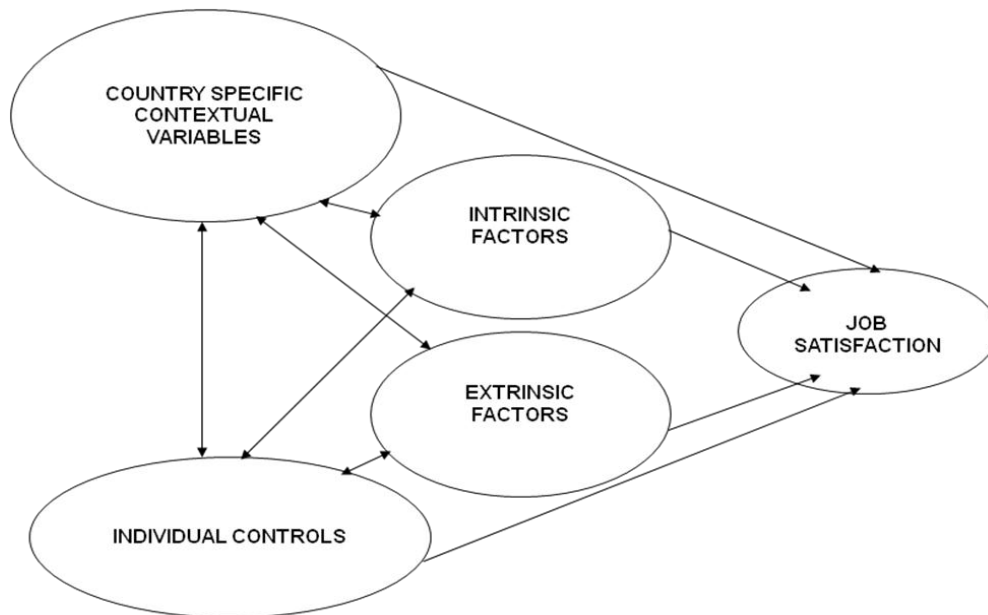 COUNTRY SPECIFIC
CONTEXTUAL
VARIABLES
INTRINSIC
FACTORS
JOB
SATISFACTION
EXTRINSIC
FACTORS
INDIVIDUAL CONTROLS